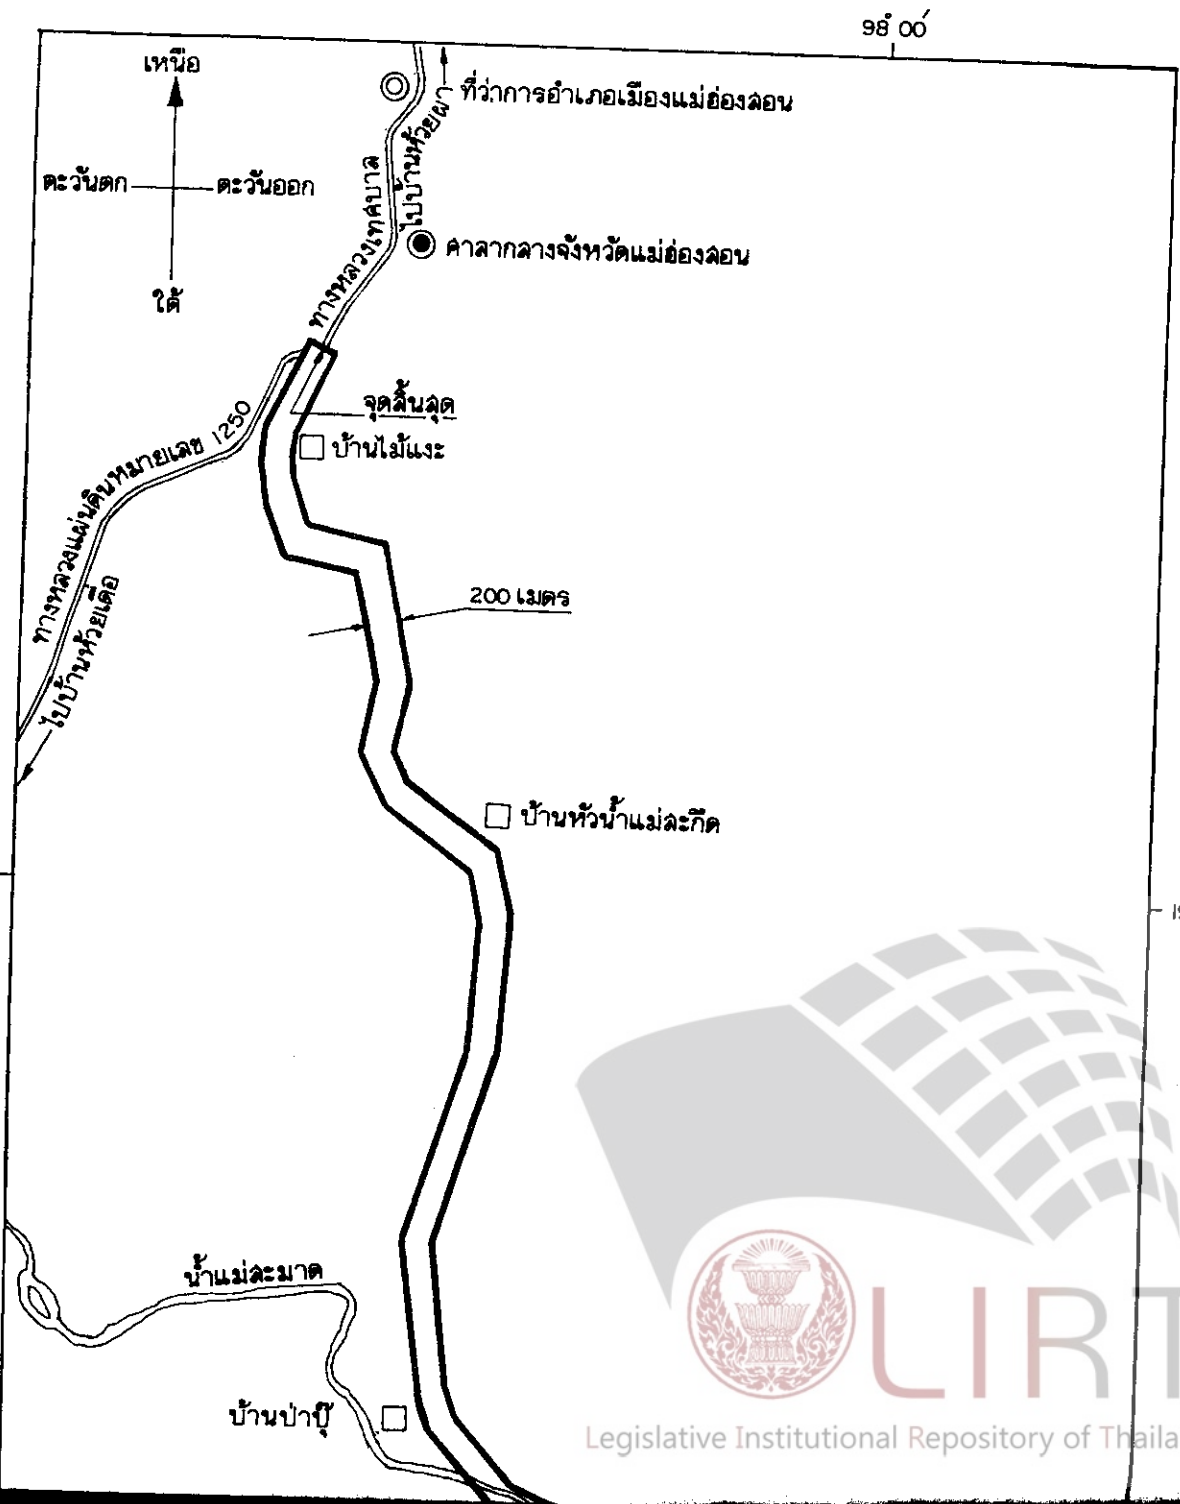 98° 00′
เหนือ
ตะวันตก
ตะวันออก
ใต้
ที่ว่าการอำเภอเมืองแม่ฮ่องสอน
ไปบ้านห้วยผา
ทางหลวงเทศบาล
ศาลากลางจังหวัดแม่ฮ่องสอน
จุดสิ้นสุด
บ้านไม้แงะ
ทางหลวงแผ่นดินหมายเลข 1250
ไปบ้านห้วยเดื่อ
200 เมตร
บ้านหัวน้ำแม่ละกึด
น้ำแม่ละมาด
บ้านป่าปุ๊
LIRT
Legislative Institutional Repository of Thaila